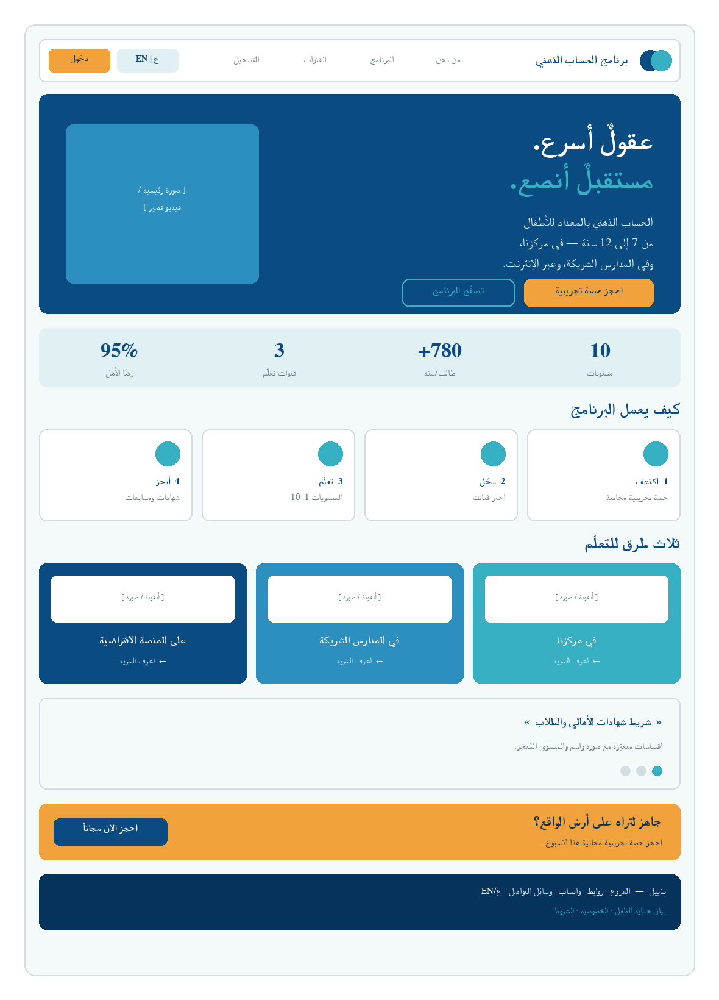 برنامج الحساب الذهني
من نحن
البرنامج
القنوات
التسجيل
ع | EN
دخول
عقولٌ أسرع.
مستقبلٌ أنصع.
الحساب الذهني بالمعداد للأطفال
من 7 إلى 12 سنة — في مركزنا،
وفي المدارس الشريكة، وعبر الإنترنت.
احجز حصة تجريبية
تصفّح البرنامج
[ صورة رئيسية /
فيديو قصير ]
10
مستويات
780+
طالب/سنة
3
قنوات تعلّم
95%
رضا الأهل
كيف يعمل البرنامج
1 اكتشف
حصة تجريبية مجانية
2 سجّل
اختر قناتك
3 تعلّم
المستويات 1–10
4 أنجز
شهادات ومسابقات
ثلاث طرق للتعلّم
[ أيقونة / صورة ]
في مركزنا
← اعرف المزيد
[ أيقونة / صورة ]
في المدارس الشريكة
← اعرف المزيد
[ أيقونة / صورة ]
على المنصة الافتراضية
← اعرف المزيد
« شريط شهادات الأهالي والطلاب »
اقتباسات متغيّرة مع صورة واسم والمستوى المُنجَز.
جاهز لتراه على أرض الواقع؟
احجز حصة تجريبية مجانية هذا الأسبوع.
احجز الآن مجاناً
تذييل — الفروع · روابط · واتساب · وسائل التواصل · ع/EN
بيان حماية الطفل · الخصوصية · الشروط